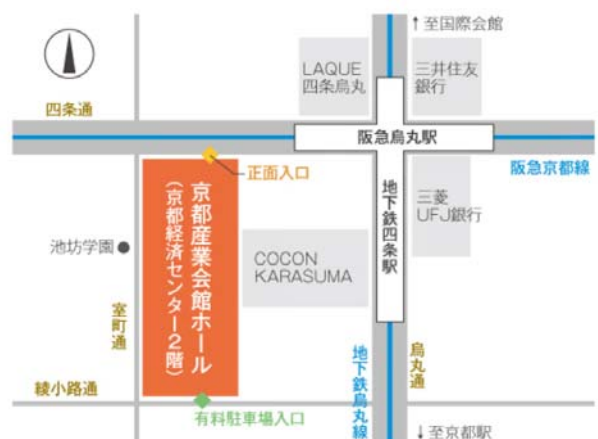 ↑至国際会館
LAQUE
四条烏丸
三井住友
銀行
四条通
阪急烏丸駅
正面入口
阪急京都線
京都産業会館ホール
（京都経済センター2階）
地下鉄四条駅
三菱
UFJ銀行
池坊学園
COCON
KARASUMA
室町通
地下鉄烏丸線
烏丸通
綾小路通
有料駐車場入口
↓至京都駅